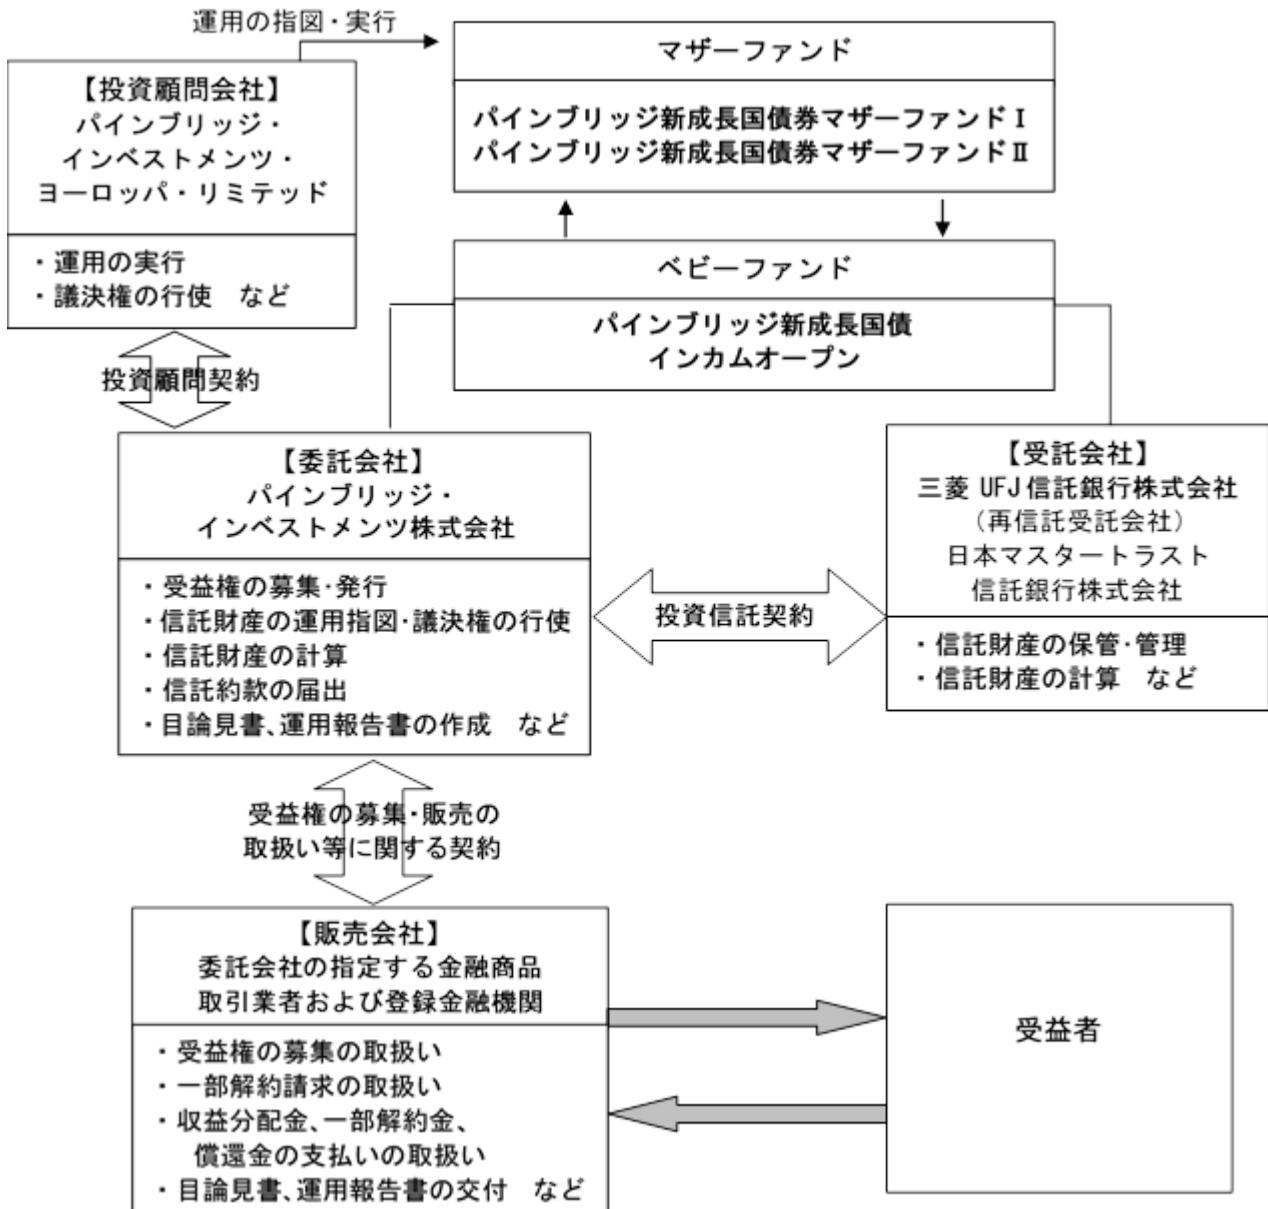 運用の指図・実行
マザーファンド
パインブリッジ新成長国債券マザーファンドⅠ
パインブリッジ新成長国債券マザーファンドⅡ
【投資顧問会社】
パインブリッジ・
インベストメンツ・
ヨーロッパ・リミテッド
・運用の実行
・議決権の行使　など
ベビーファンド
パインブリッジ新成長国債
インカムオープン
投資顧問契約
【委託会社】
パインブリッジ・
インベストメンツ株式会社
・受益権の募集・発行
・信託財産の運用指図・議決権の行使
・信託財産の計算
・信託約款の届出
・目論見書、運用報告書の作成　など
投資信託契約
【受託会社】
三菱 UFJ 信託銀行株式会社
（再信託受託会社）
日本マスタートラスト
信託銀行株式会社
・信託財産の保管・管理
・信託財産の計算　など
受益権の募集・販売の
取扱い等に関する契約
【販売会社】
委託会社の指定する金融商品
取引業者および登録金融機関
・受益権の募集の取扱い
・一部解約請求の取扱い
・収益分配金、一部解約金、
償還金の支払いの取扱い
・目論見書、運用報告書の交付　など
受益者